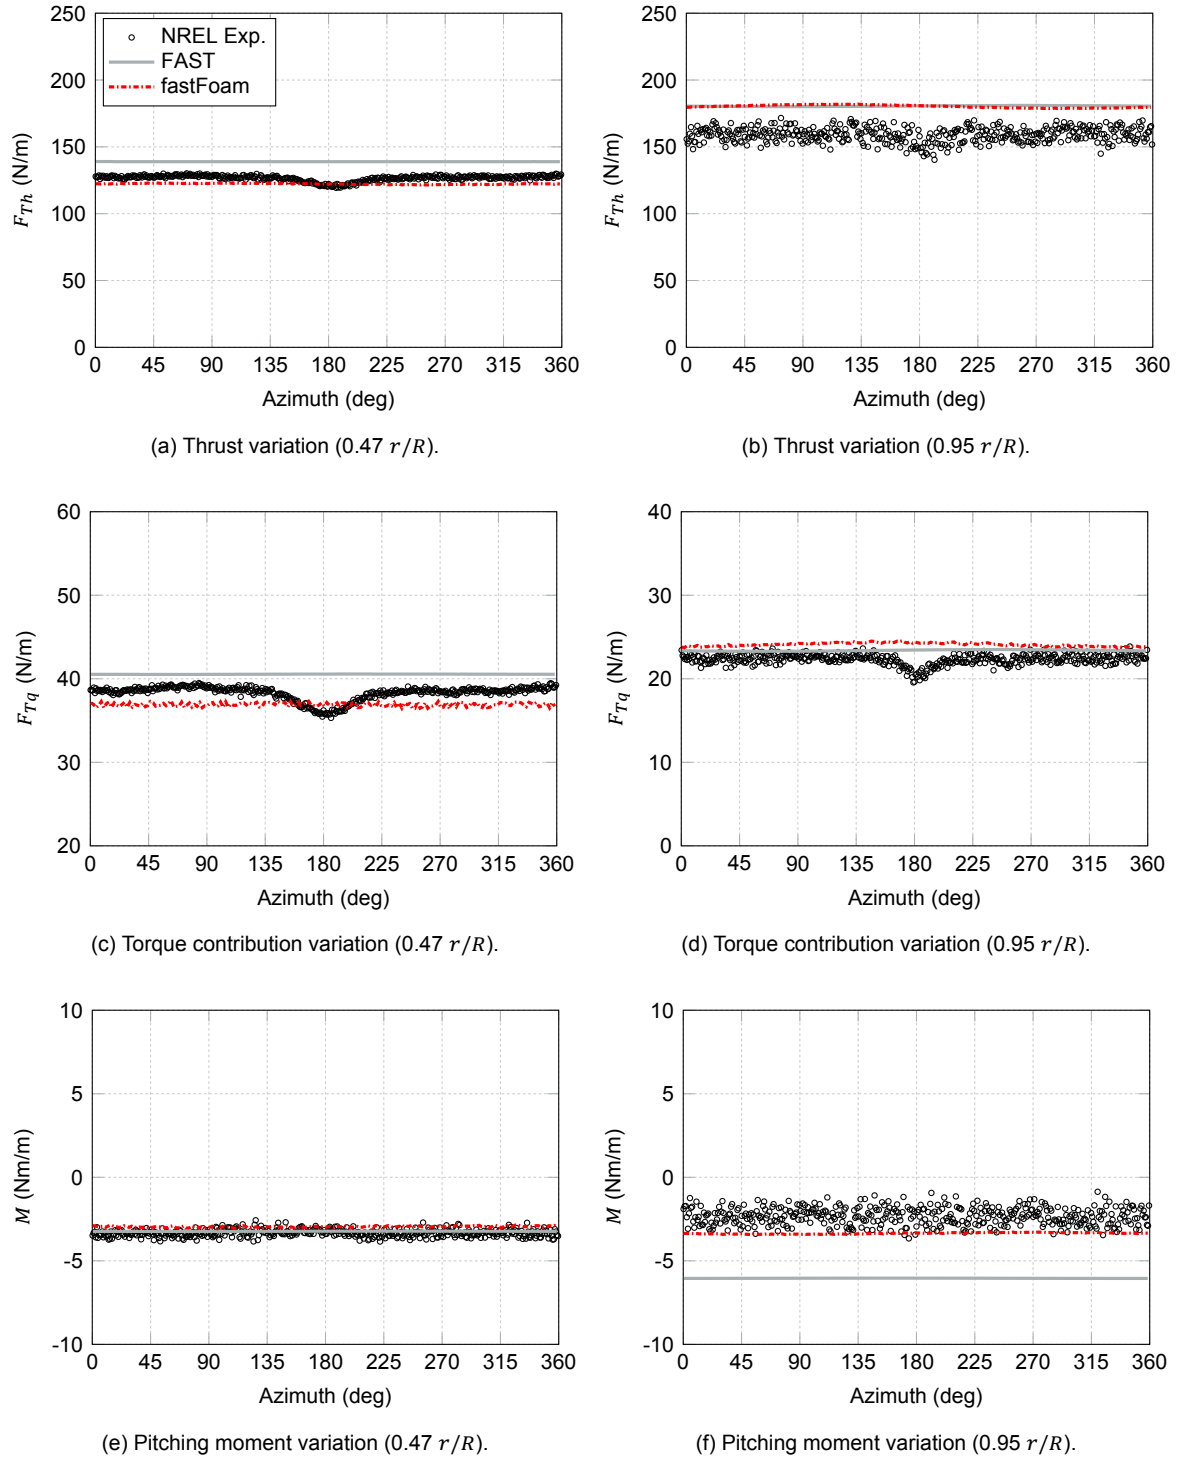 250
200
150
100
50
0
F_Th (N/m)
NREL Exp.
FAST
fastFoam
0 45 90 135 180 225 270 315 360
Azimuth (deg)
(a) Thrust variation (0.47 r/R).
250
200
150
100
50
0
F_Th (N/m)
0 45 90 135 180 225 270 315 360
Azimuth (deg)
(b) Thrust variation (0.95 r/R).
60
50
40
30
20
F_Tq (N/m)
0 45 90 135 180 225 270 315 360
Azimuth (deg)
(c) Torque contribution variation (0.47 r/R).
40
30
20
10
0
F_Tq (N/m)
0 45 90 135 180 225 270 315 360
Azimuth (deg)
(d) Torque contribution variation (0.95 r/R).
10
5
0
-5
-10
M (Nm/m)
0 45 90 135 180 225 270 315 360
Azimuth (deg)
(e) Pitching moment variation (0.47 r/R).
10
5
0
-5
-10
M (Nm/m)
0 45 90 135 180 225 270 315 360
Azimuth (deg)
(f) Pitching moment variation (0.95 r/R).